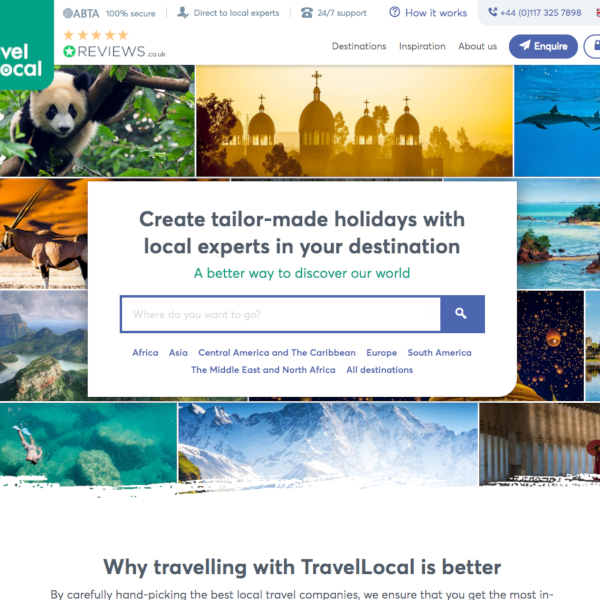 ABTA 100% secure
Direct to local experts
24/7 support
How it works
+44 (0)117 325 7898
vel
ocal
REVIEWS.co.uk
Destinations
Inspiration
About us
Enquire
Create tailor-made holidays with
local experts in your destination
A better way to discover our world
Where do you want to go?
Africa Asia Central America and The Caribbean Europe South America
The Middle East and North Africa All destinations
Why travelling with TravelLocal is better
By carefully hand-picking the best local travel companies, we ensure that you get the most in-